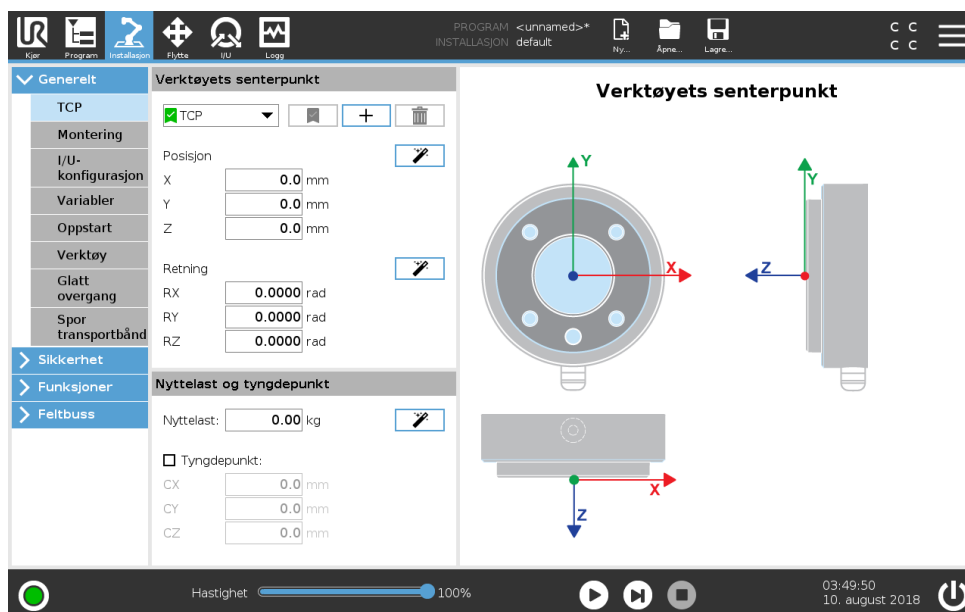 UR
PROGRAM <unnamed>*
INSTALLASJON default
Kjør
Program
Installasjon
Flytte
I/U
Logg
Ny...
Åpne...
Lagre...
C C
C C
Generelt
TCP
Montering
I/U-
konfigurasjon
Variabler
Oppstart
Verktøy
Glatt
overgang
Spor
transportbånd
Sikkerhet
Funksjoner
Feltbuss
Verktøyets senterpunkt
TCP
Posisjon
X 0.0 mm
Y 0.0 mm
Z 0.0 mm
Retning
RX 0.0000 rad
RY 0.0000 rad
RZ 0.0000 rad
Nyttelast og tyngdepunkt
Nyttelast: 0.00 kg
Tyngdepunkt:
CX 0.0 mm
CY 0.0 mm
CZ 0.0 mm
Verktøyets senterpunkt
Y
X
Y
Z
X
Z
Hastighet 100%
03:49:50
10. august 2018